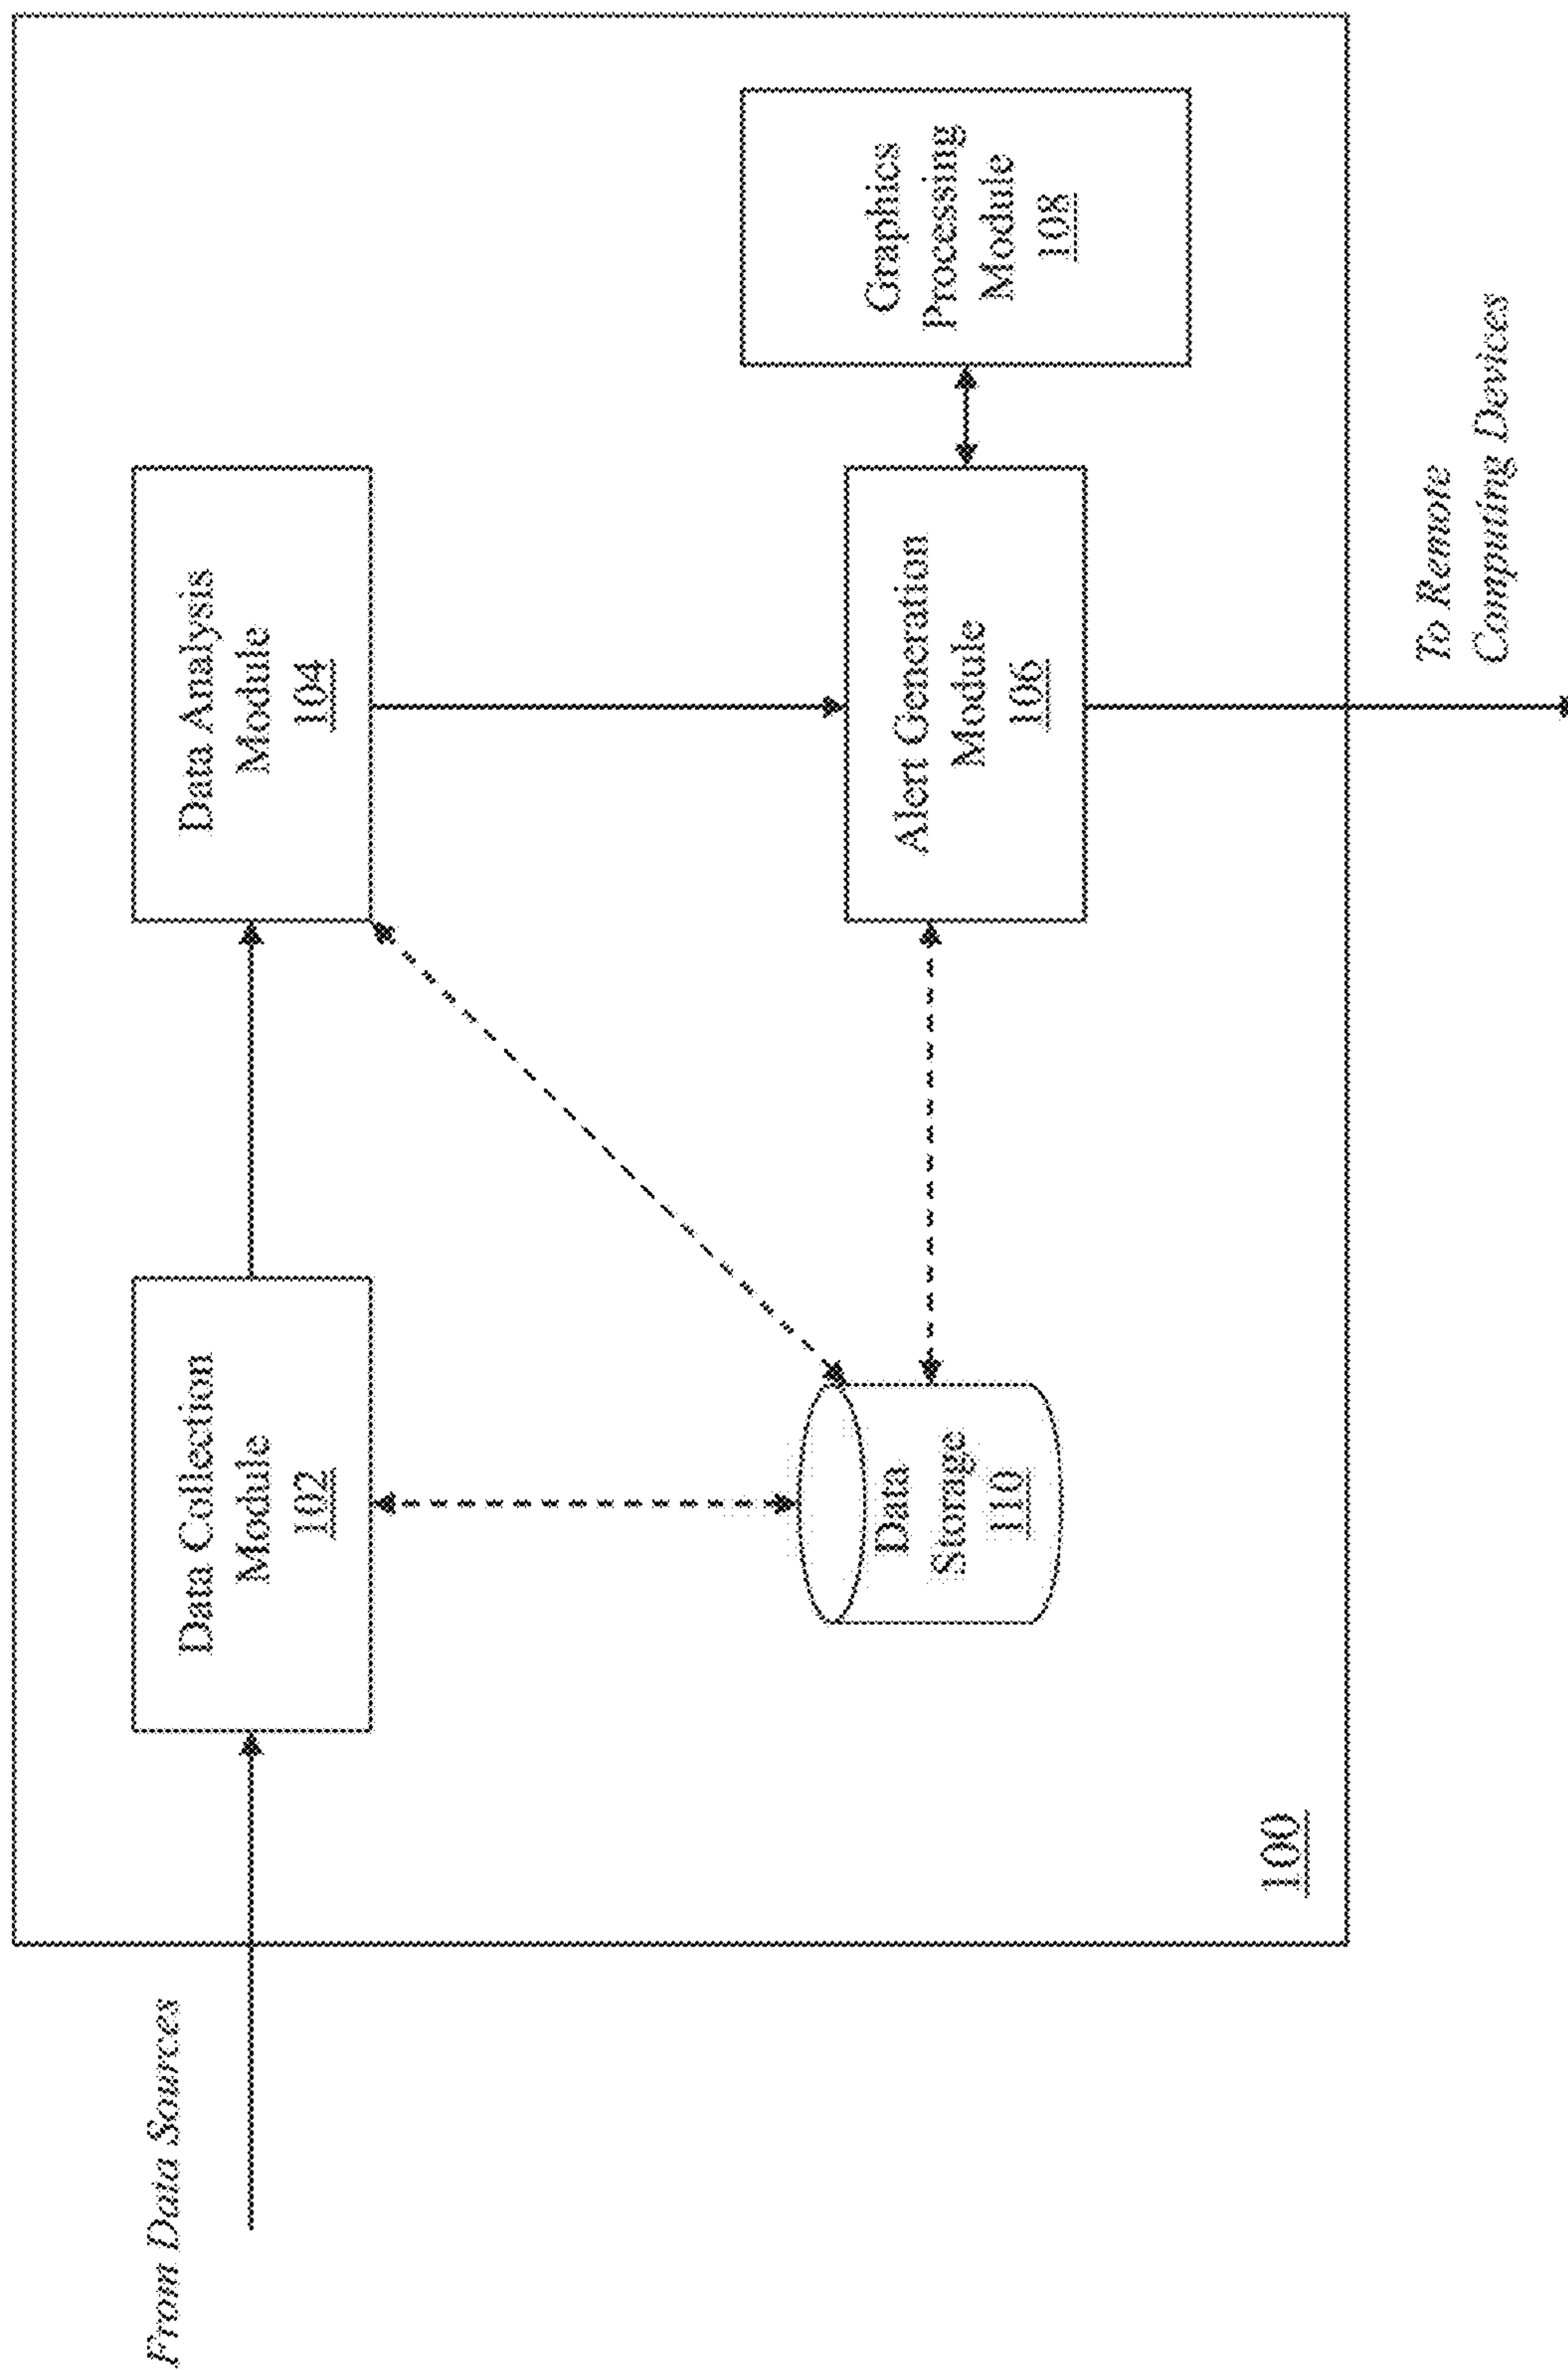 From Data Sources
Data Collection
Module
102
Data Analysis
Module
104
Data
Storage
110
Alert Generation
Module
106
Graphics
Processing
Module
108
100
To Remote
Computing Devices